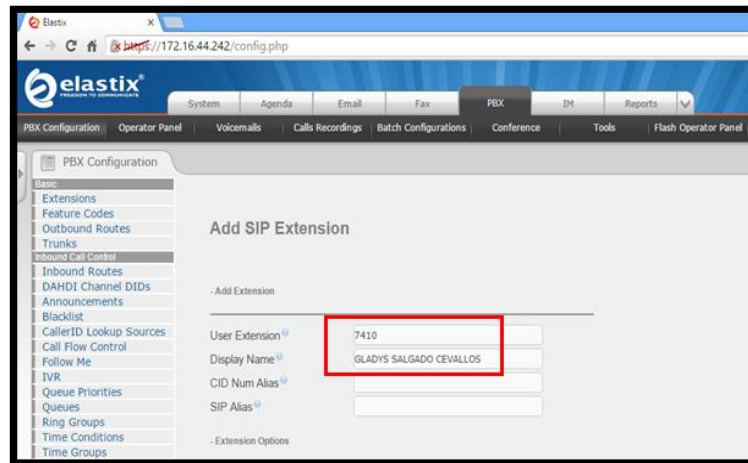 Elastix
https://172.16.44.242/config.php
elastix
FREEDOM TO COMMUNICATE
System Agenda Email Fax PBX IM Reports
PBX Configuration Operator Panel Voicemails Calls Recordings Batch Configurations Conference Tools Flash Operator Panel
PBX Configuration
Basic
Extensions
Feature Codes
Outbound Routes
Trunks
Inbound Call Control
Inbound Routes
DAHDI Channel DIDs
Announcements
Blacklist
CallerID Lookup Sources
Call Flow Control
Follow Me
IVR
Queue Priorities
Queues
Ring Groups
Time Conditions
Time Groups
Add SIP Extension
- Add Extension
User Extension 7410
Display Name GLADYS SALGADO CEVALLOS
CID Num Alias
SIP Alias
- Extension Options